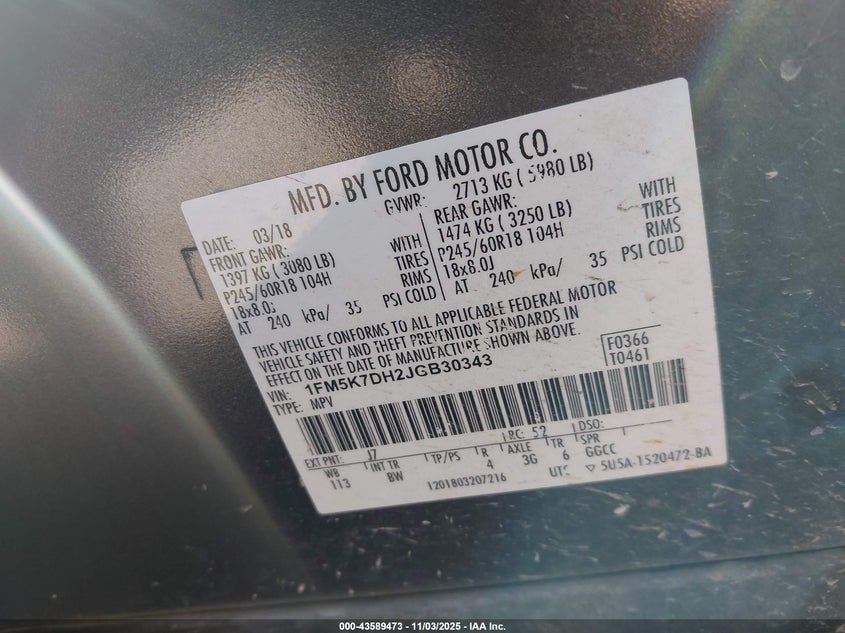 MFD. BY FORD MOTOR CO.
DATE: 03/18 GVWR: 2713 KG ( 5980 LB)
FRONT GAWR: REAR GAWR:
1397 KG ( 3080 LB) WITH 1474 KG ( 3250 LB) WITH
P245/60R18 104H TIRES P245/60R18 104H TIRES
18x8.0J RIMS 18x8.0J RIMS
AT 240 kPa/ 35 PSI COLD AT 240 kPa/ 35 PSI COLD
THIS VEHICLE CONFORMS TO ALL APPLICABLE FEDERAL MOTOR
VEHICLE SAFETY AND THEFT PREVENTION STANDARDS IN
EFFECT ON THE DATE OF MANUFACTURE SHOWN ABOVE.
VIN: 1FM5K7DH2JGB30343 F0366
TYPE: MPV T0461
EXT PNT: J7 RC: 52 DSO:
WB INT TR TP/PS R AXLE TR SPR
113 BW 4 3G 6 GGCC
1201803207216 UTC ▽ 5U5A-1520472-BA
000-43589473 - 11/03/2025 - IAA Inc.